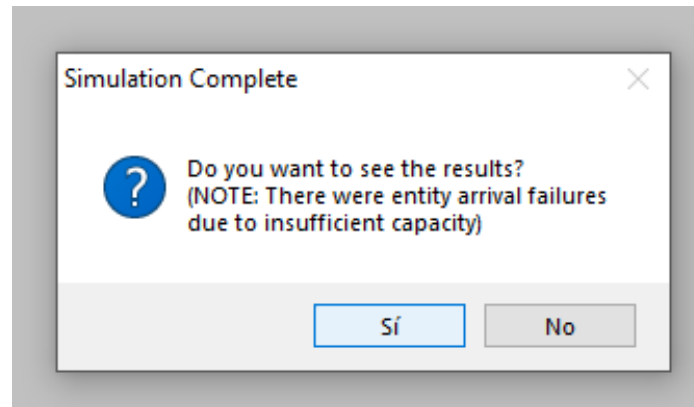 Simulation Complete
?
Do you want to see the results?
(NOTE: There were entity arrival failures
due to insufficient capacity)
Sí No